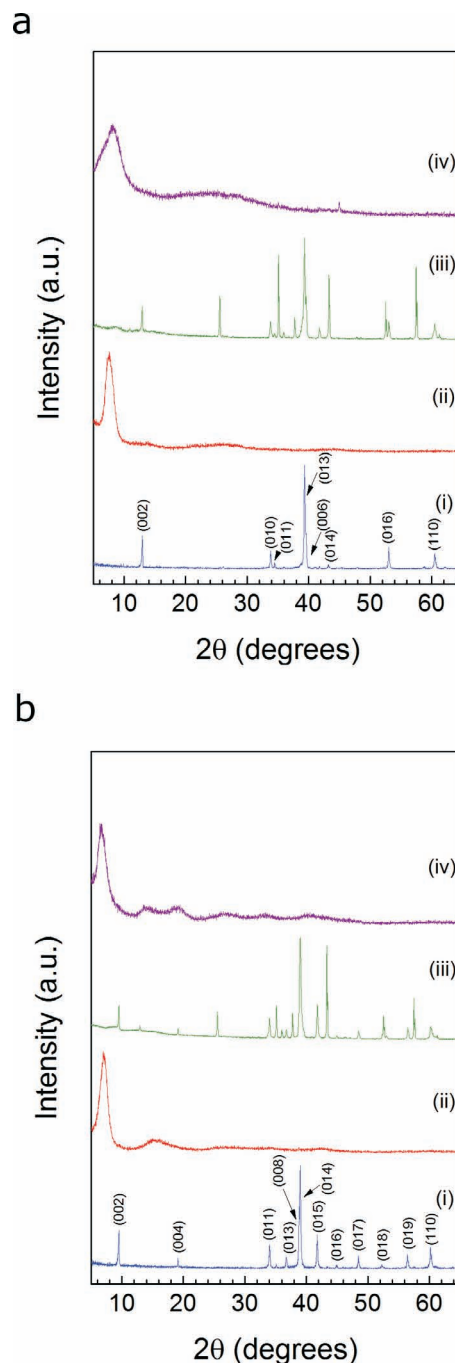 a
(iv)
(iii)
(ii)
(i)
(002)
(010)
(011)
(013)
(006)
(014)
(016)
(110)
Intensity (a.u.)
10 20 30 40 50 60
2θ (degrees)
b
(iv)
(iii)
(ii)
(i)
(002)
(004)
(011)
(013)
(008)
(014)
(015)
(016)
(017)
(018)
(019)
(110)
Intensity (a.u.)
10 20 30 40 50 60
2θ (degrees)